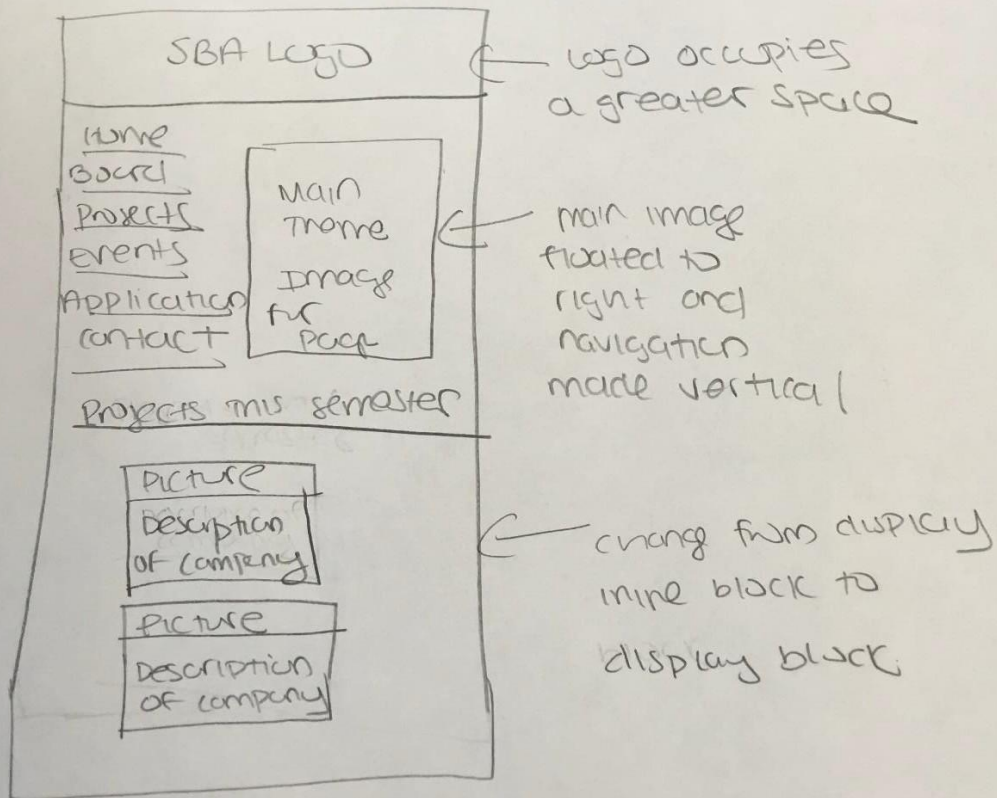 SBA Logo
Logo occupies
a greater space
Home
Board
Projects
events
Application
contact
Main
Theme
Image
for
page
main image
floated to
right and
navigation
made vertical
Projects this semester
Picture
Description
of company
Picture
Description
of company
change from display
inline block to
display block